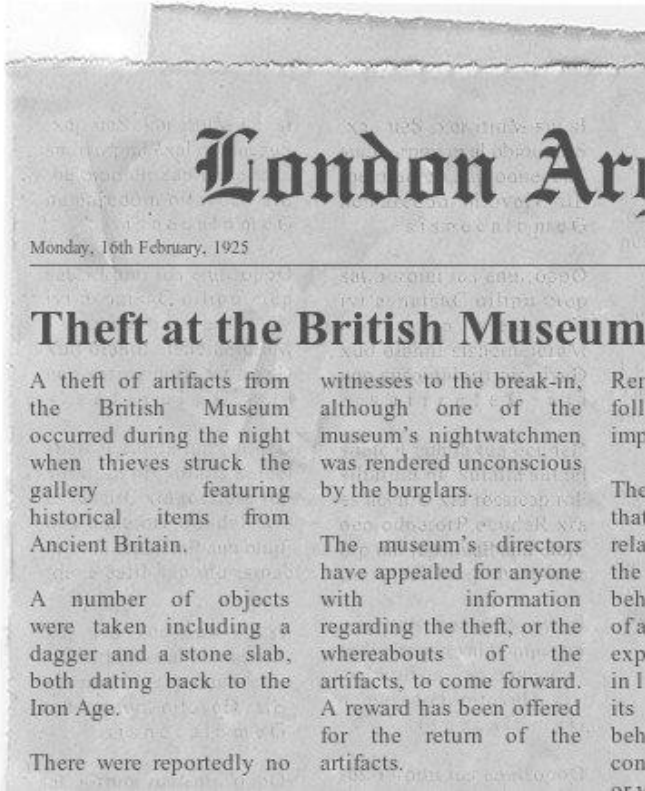 London
Monday, 16th February, 1925
Theft at the British Museum
A theft of artifacts from
the British Museum
occurred during the night
when thieves struck the
gallery featuring
historical items from
Ancient Britain.
A number of objects
were taken including a
dagger and a stone slab,
both dating back to the
Iron Age.
There were reportedly no
witnesses to the break-in,
although one of the
museum's nightwatchmen
was rendered unconscious
by the burglars.
The museum's directors
have appealed for anyone
with information
regarding the theft, or the
whereabouts of the
artifacts, to come forward.
A reward has been offered
for the return of the
artifacts.
the
of a
in
its